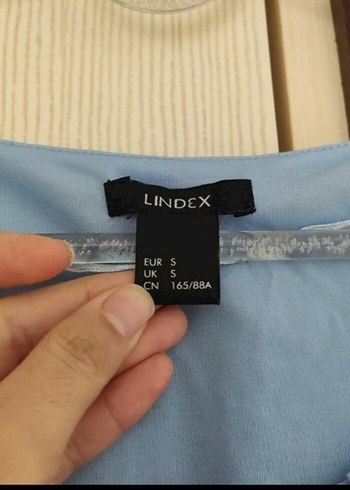 LINDEX
EUR S
UK S
CN 165/88A